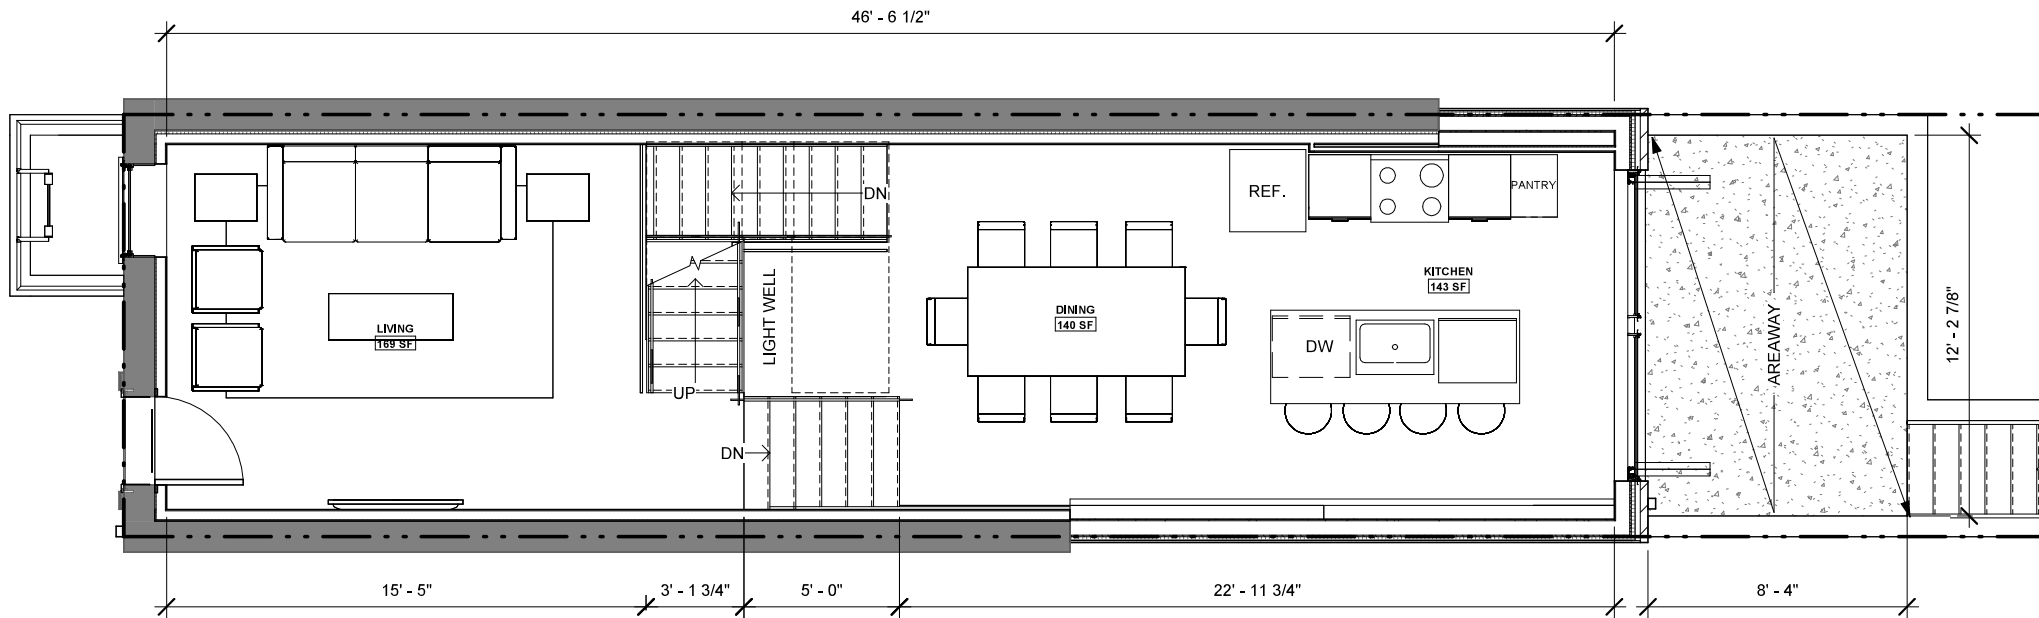 46' - 6 1/2"
DN
REF.
PANTRY
KITCHEN
143 SF
LIGHT WELL
DINING
140 SF
LIVING
169 SF
DW
AREAWAY
12' - 2 7/8"
UP
DN
15' - 5"
3' - 1 3/4"
5' - 0"
22' - 11 3/4"
8' - 4"